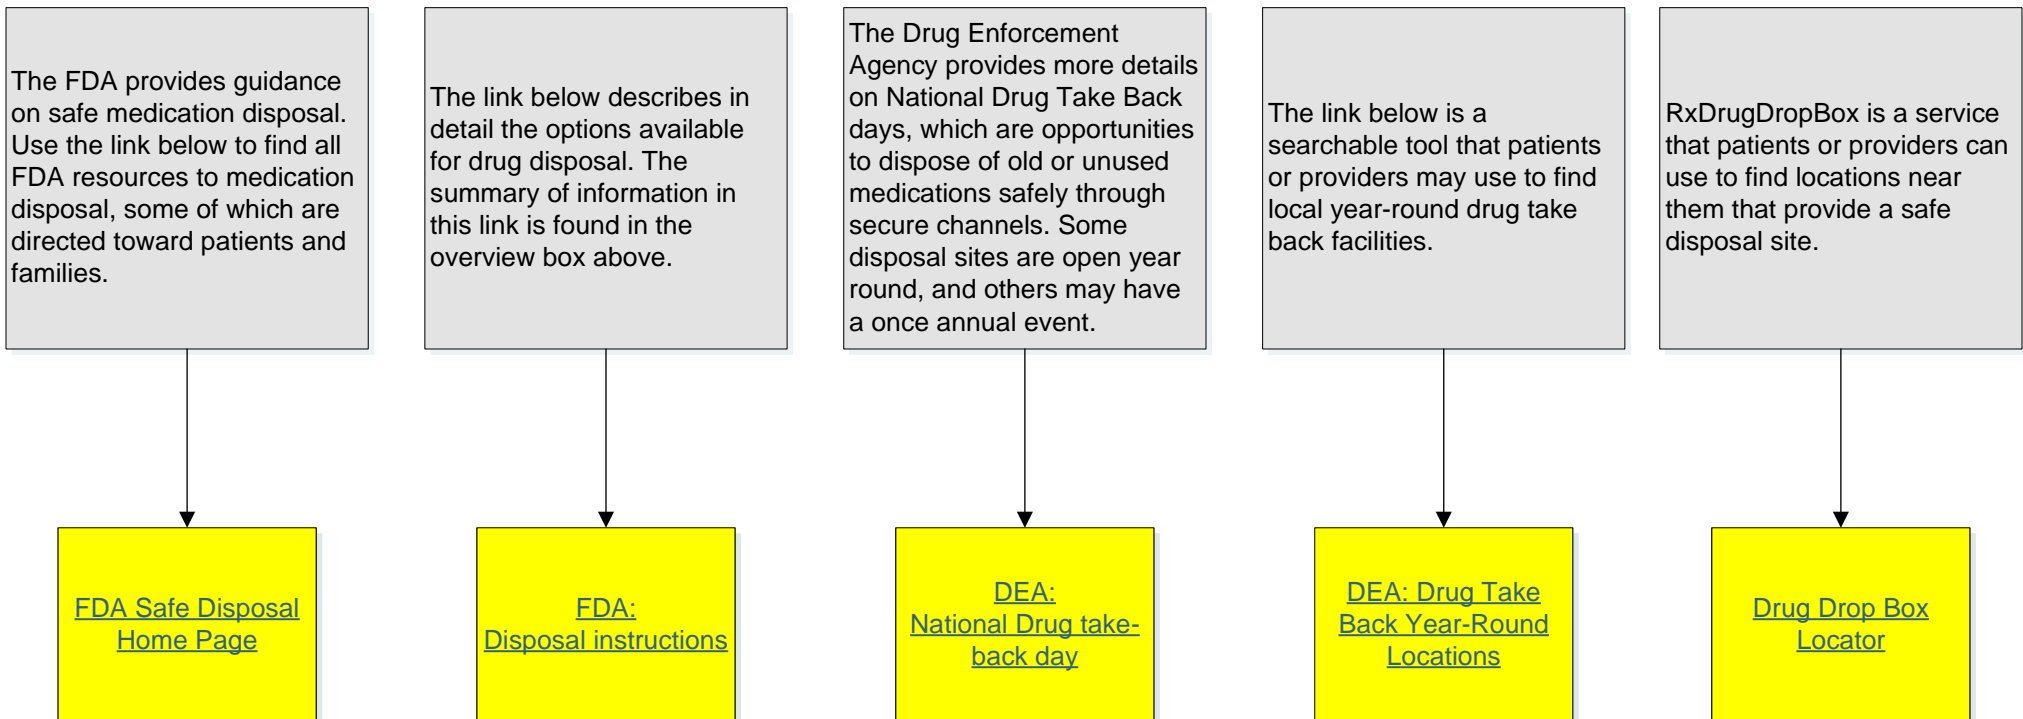 The FDA provides guidance
on safe medication disposal.
Use the link below to find all
FDA resources to medication
disposal, some of which are
directed toward patients and
families.
The link below describes in
detail the options available
for drug disposal. The
summary of information in
this link is found in the
overview box above.
The Drug Enforcement
Agency provides more details
on National Drug Take Back
days, which are opportunities
to dispose of old or unused
medications safely through
secure channels. Some
disposal sites are open year
round, and others may have
a once annual event.
The link below is a
searchable tool that patients
or providers may use to find
local year-round drug take
back facilities.
RxDrugDropBox is a service
that patients or providers can
use to find locations near
them that provide a safe
disposal site.
FDA Safe Disposal
Home Page
FDA:
Disposal instructions
DEA:
National Drug take-
back day
DEA: Drug Take
Back Year-Round
Locations
Drug Drop Box
Locator